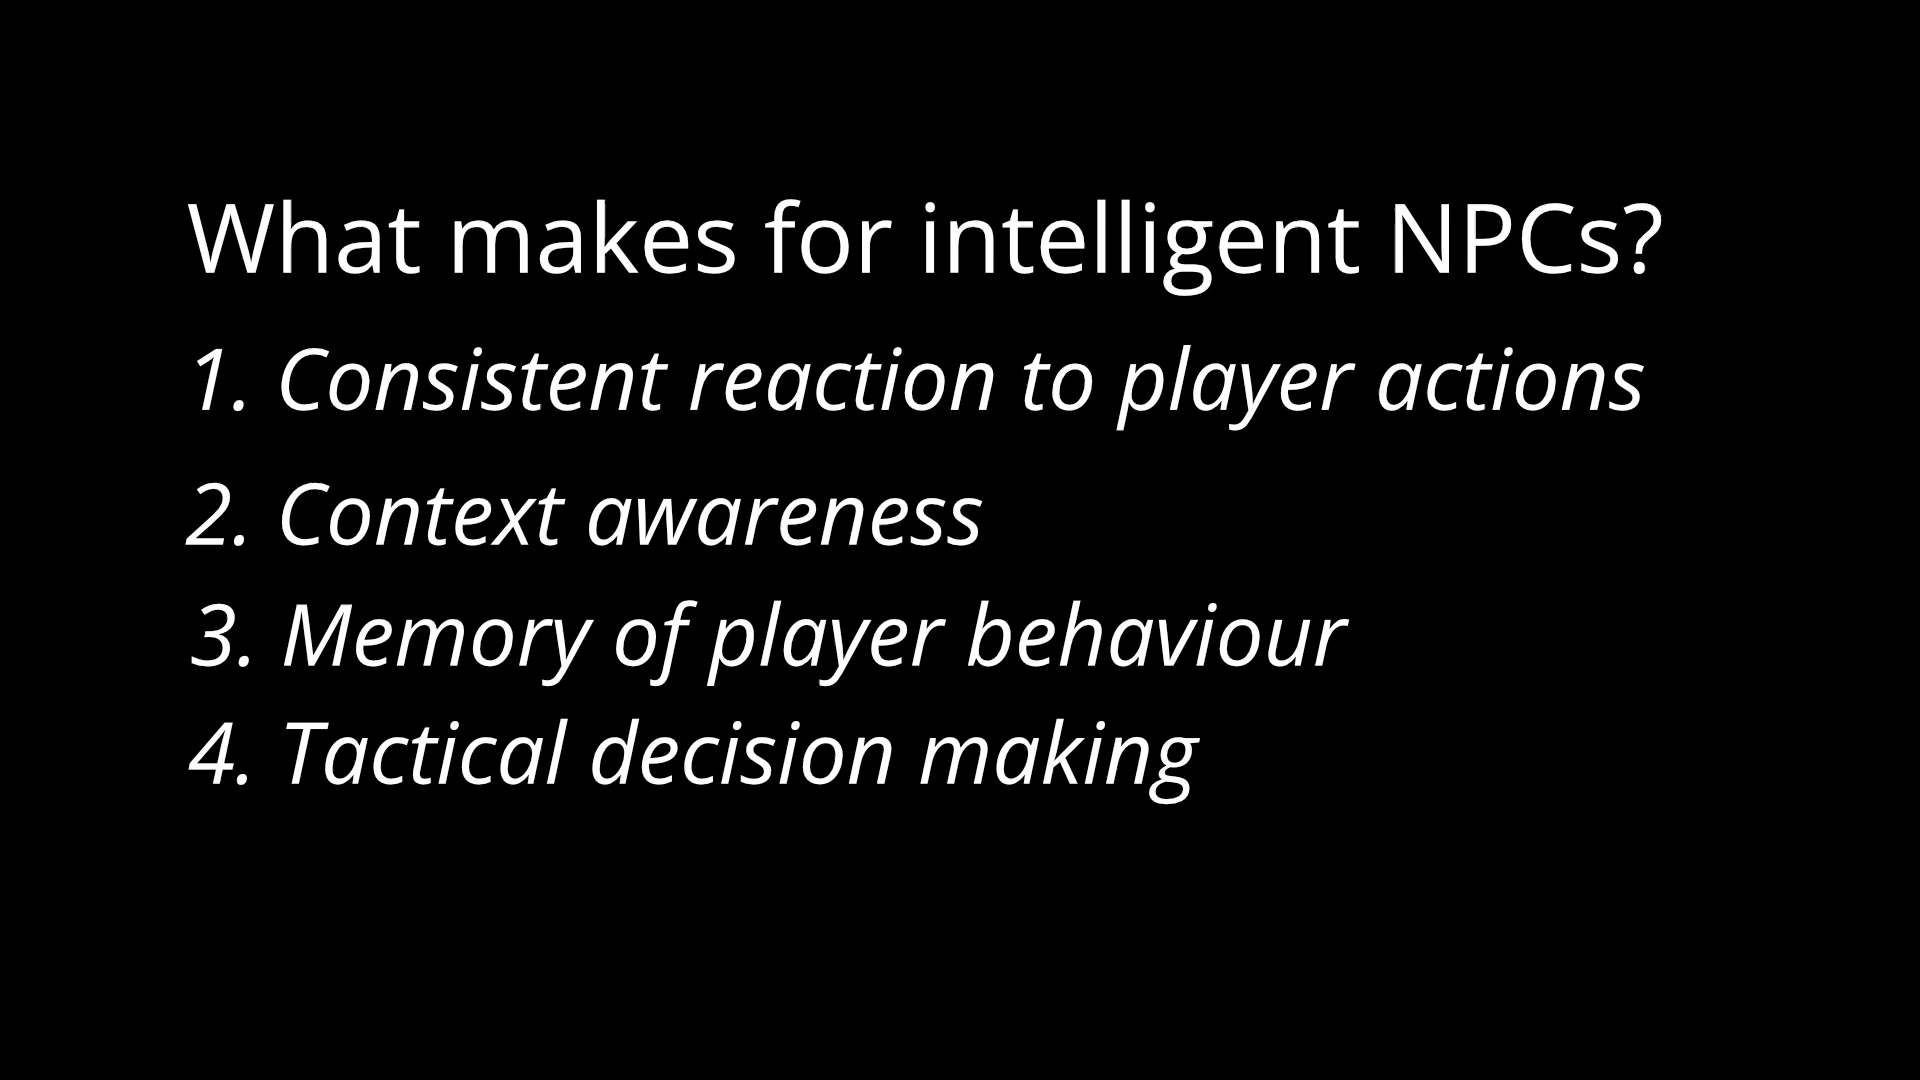 What makes for intelligent NPCs?
1. Consistent reaction to player actions
2. Context awareness
3. Memory of player behaviour
4. Tactical decision making